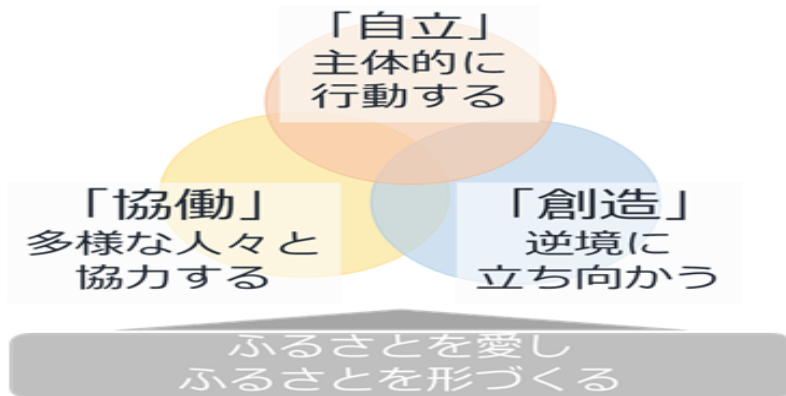 「自立」
主体的に
行動する
「協働」
多様な人々と
協力する
「創造」
逆境に
立ち向かう
ふるさとを愛し
ふるさとを形づくる